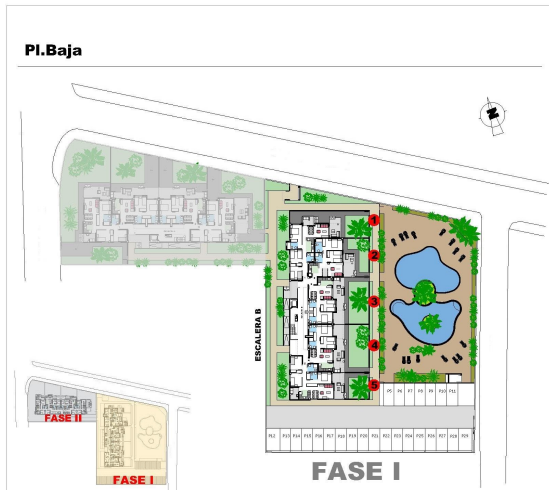 Pl.Baja
N
1
2
3
ESCALERA B
4
5
P5 P6 P7 P8 P9 P10 P11
P12 P13 P14 P15 P16 P17 P18 P19 P20 P21 P22 P23 P24 P25 P26 P27 P28 P29
FASE II
FASE I
FASE I